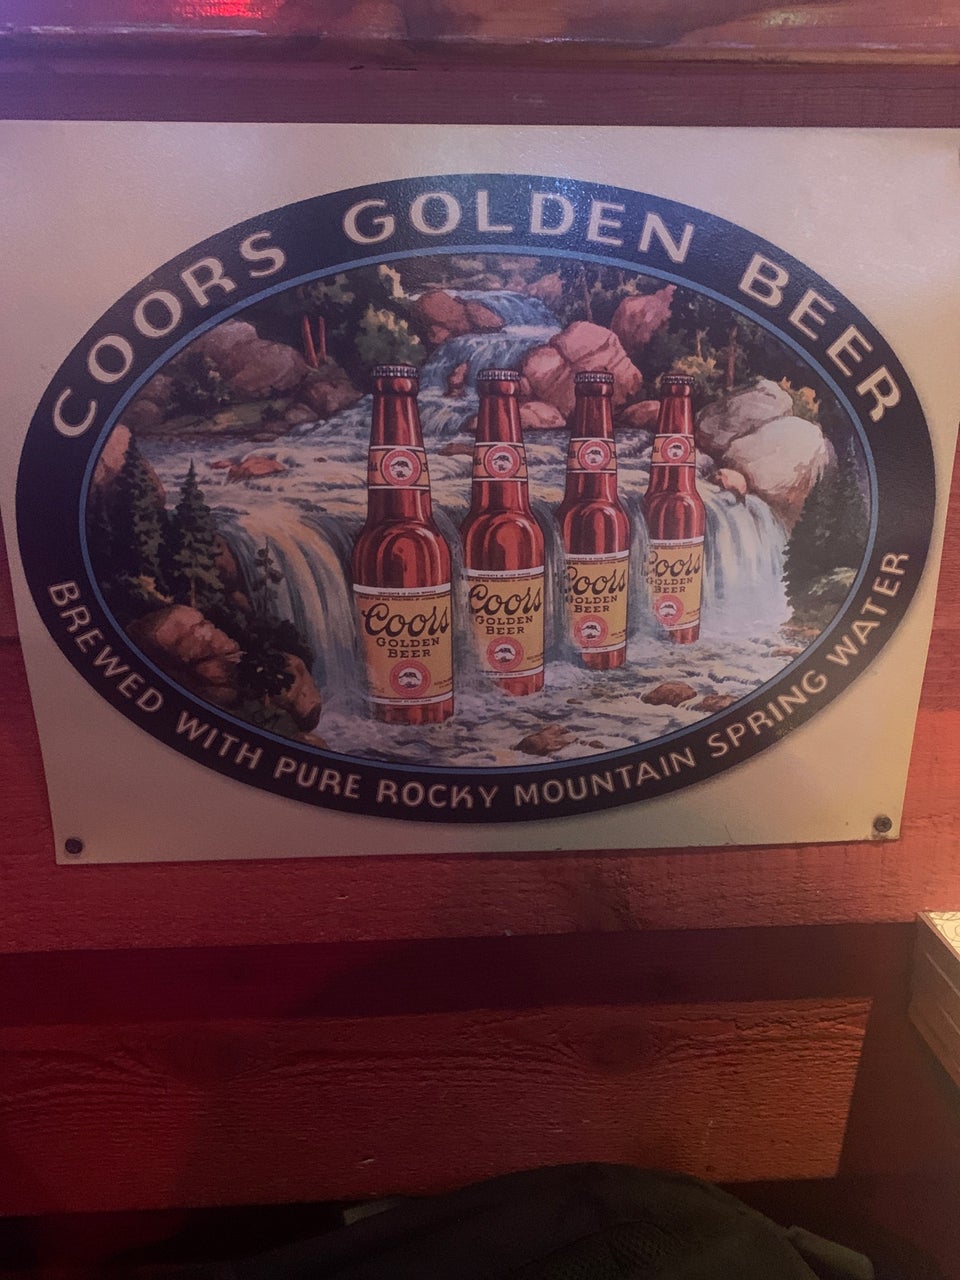 COORS GOLDEN BEER
Coors
GOLDEN
BEER
Coors
GOLDEN
BEER
Coors
GOLDEN
BEER
Coors
GOLDEN
BEER
BREWED WITH PURE ROCKY MOUNTAIN SPRING WATER